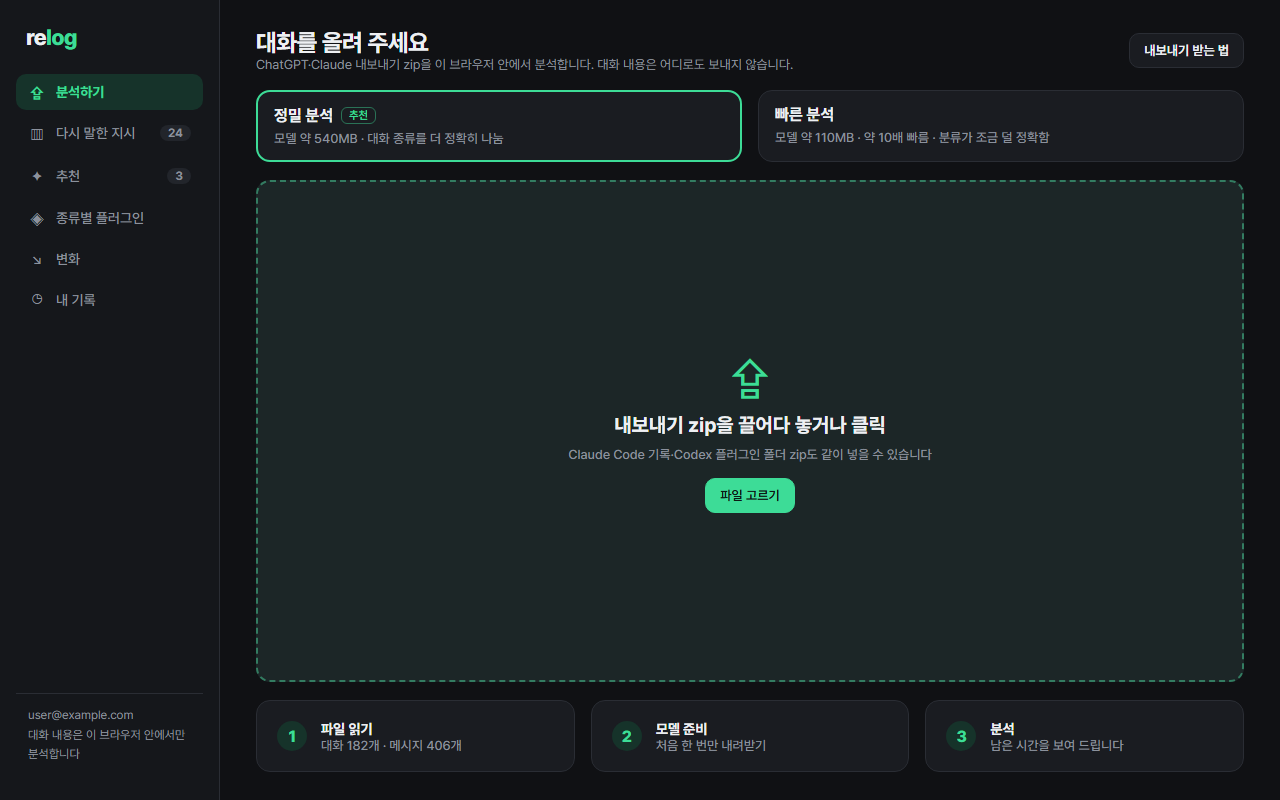 relog
분석하기
다시 말한 지시 24
추천 3
종류별 플러그인
변화
내 기록
user@example.com
대화 내용은 이 브라우저 안에서만
분석합니다
대화를 올려 주세요
ChatGPT·Claude 내보내기 zip을 이 브라우저 안에서 분석합니다. 대화 내용은 어디로도 보내지 않습니다.
내보내기 받는 법
정밀 분석 추천
모델 약 540MB · 대화 종류를 더 정확히 나눔
빠른 분석
모델 약 110MB · 약 10배 빠름 · 분류가 조금 덜 정확함
내보내기 zip을 끌어다 놓거나 클릭
Claude Code 기록·Codex 플러그인 폴더 zip도 같이 넣을 수 있습니다
파일 고르기
1 파일 읽기
대화 182개 · 메시지 406개
2 모델 준비
처음 한 번만 내려받기
3 분석
남은 시간을 보여 드립니다